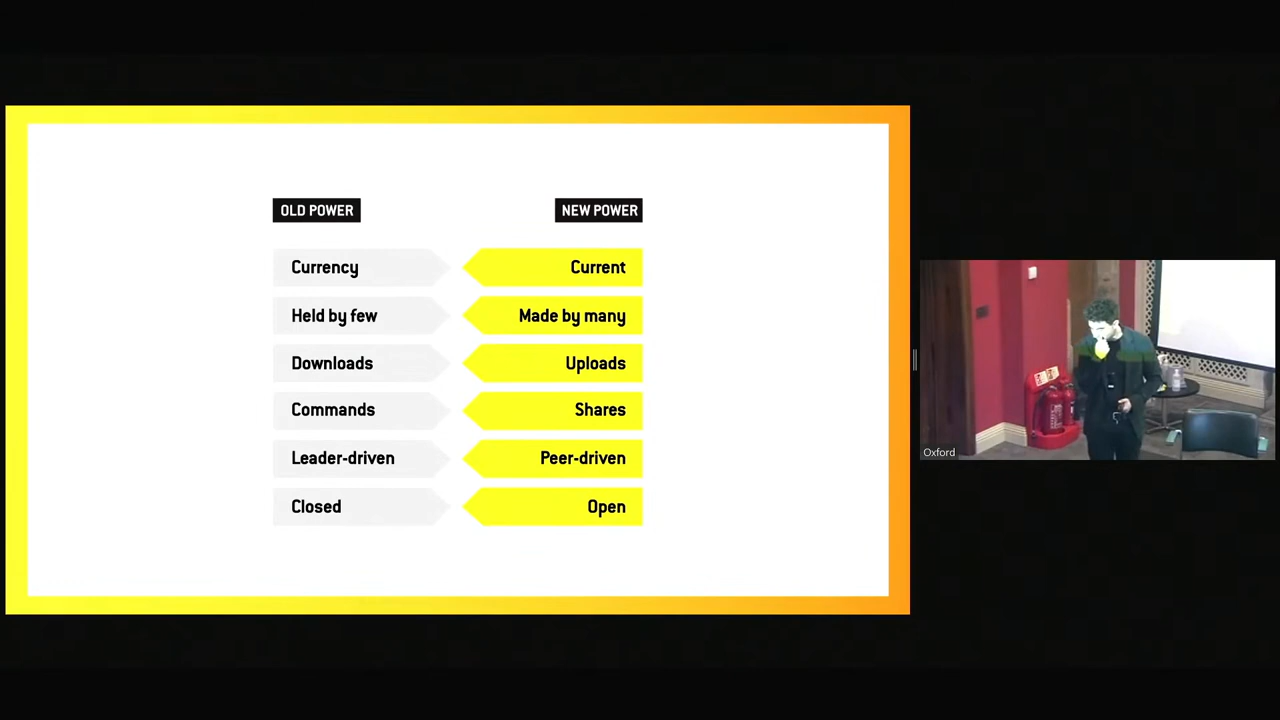 OLD POWER NEW POWER
Currency Current
Held by few Made by many
Downloads Uploads
Commands Shares
Leader-driven Peer-driven
Closed Open
Oxford